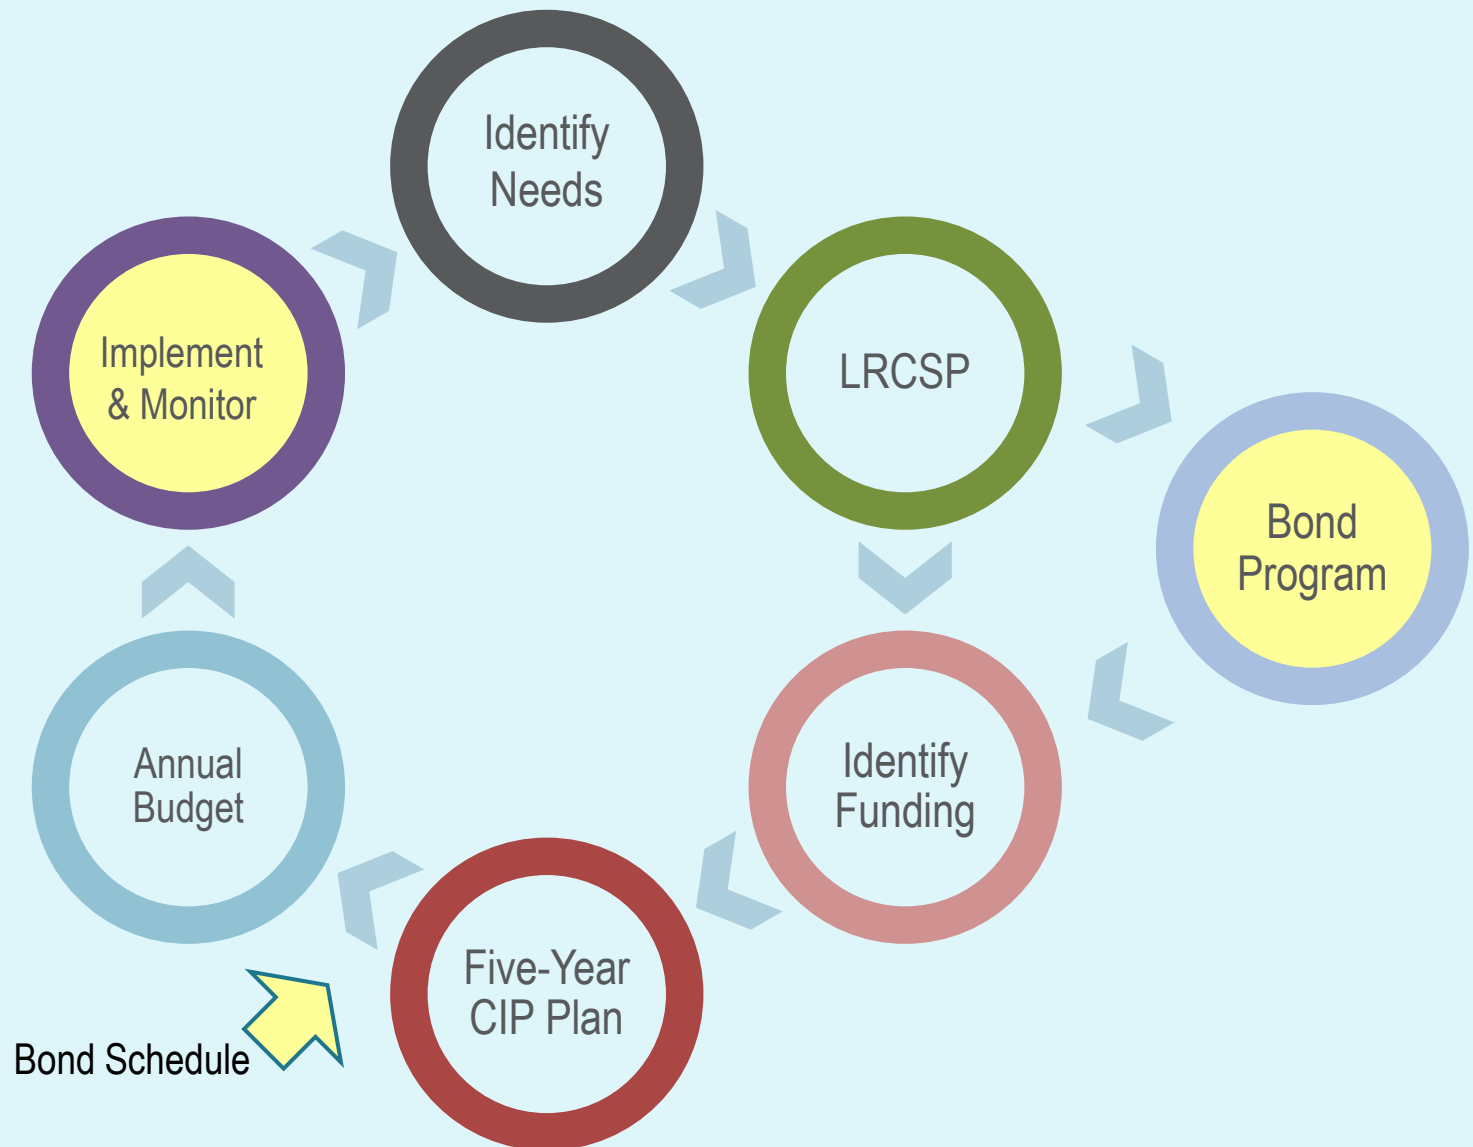 Identify
Needs
LRCSP
Bond
Program
Identify
Funding
Five-Year
CIP Plan
Annual
Budget
Implement
& Monitor
Bond Schedule